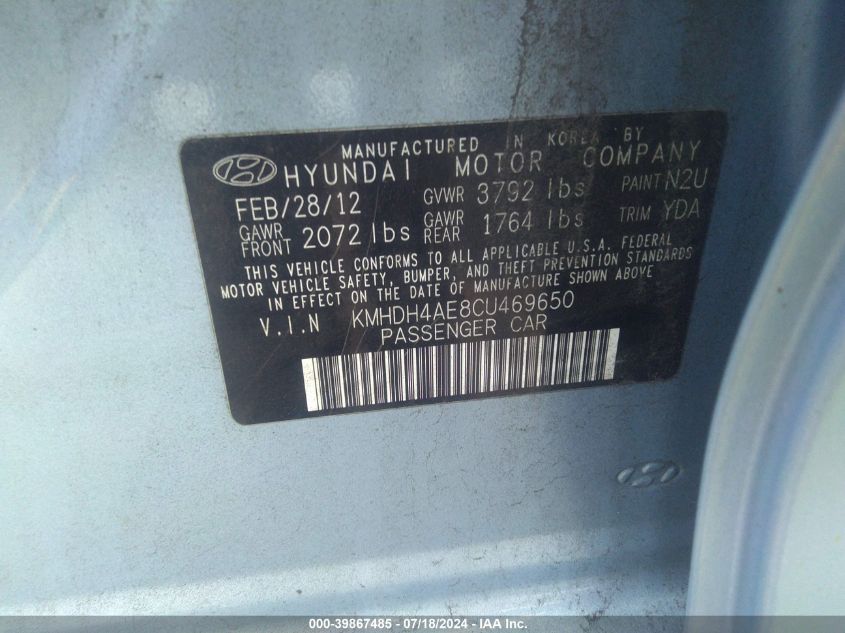 MANUFACTURED IN KOREA BY
HYUNDAI MOTOR COMPANY
FEB/28/12 GVWR 3792 lbs PAINT N2U
GAWR FRONT 2072 lbs GAWR REAR 1764 lbs TRIM YDA
THIS VEHICLE CONFORMS TO ALL APPLICABLE U.S.A. FEDERAL
MOTOR VEHICLE SAFETY, BUMPER, AND THEFT PREVENTION STANDARDS
IN EFFECT ON THE DATE OF MANUFACTURE SHOWN ABOVE
V.I.N KMHDH4AE8CU469650
PASSENGER CAR
000-39867485 - 07/18/2024 - IAA Inc.